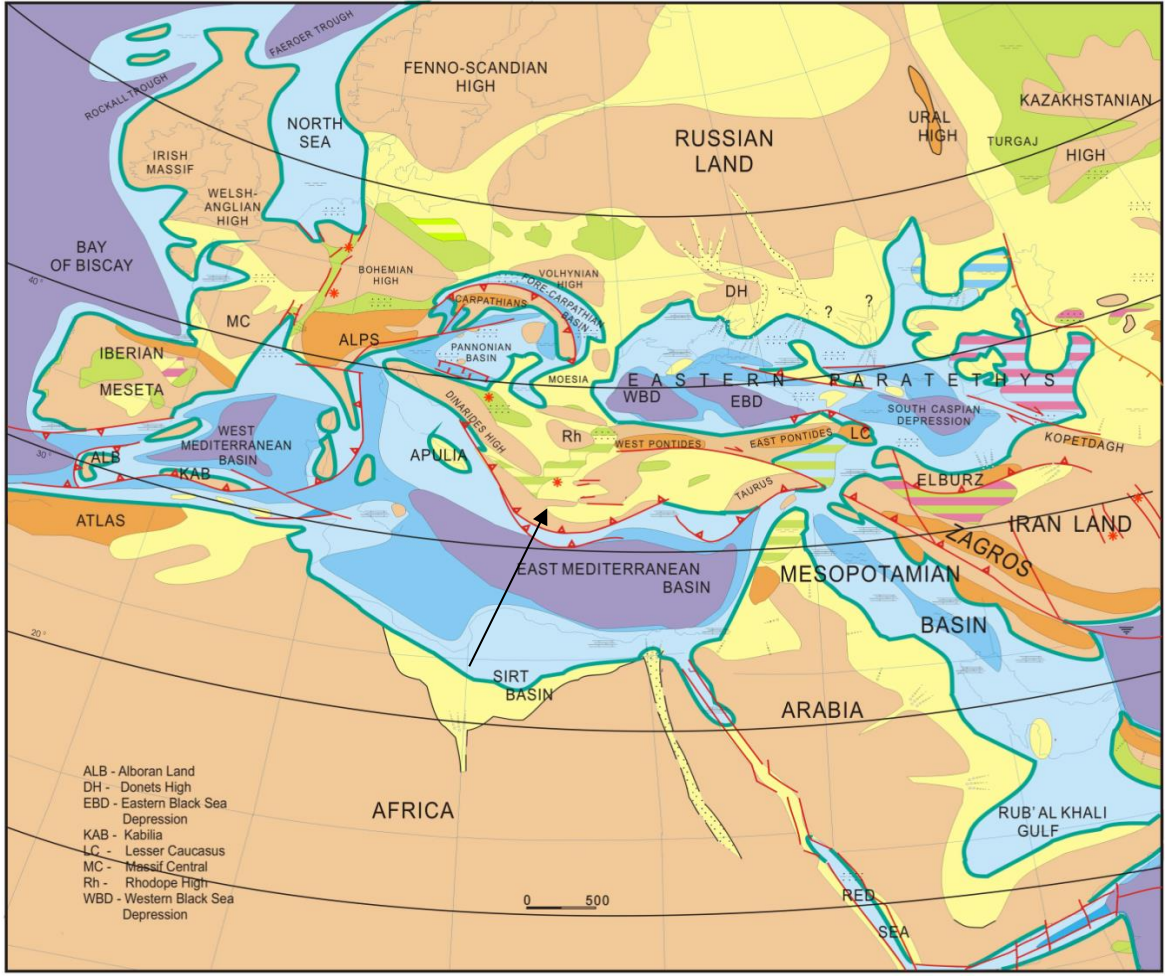 FAEROER TROUGH
ROCKALL TROUGH
FENNO-SCANDIAN
HIGH
NORTH
SEA
RUSSIAN
LAND
URAL
HIGH
KAZAKHSTANIAN
HIGH
TURGAJ
IRISH
MASSIF
WELSH-
ANGLIAN
HIGH
BAY
OF BISCAY
BOHEMIAN
HIGH
VOLHYNIAN
HIGH
FORE-CARPATHIAN
BASIN
CARPATHIANS
DH
?
?
40°
MC
ALPS
PANNONIAN
BASIN
MOESIA
IBERIAN
MESETA
EASTERN PARATETHYS
WBD
EBD
SOUTH CASPIAN
DEPRESSION
DINARIDES HIGH
Rh
WEST PONTIDES
EAST PONTIDES
LC
KOPETDAGH
WEST
MEDITERRANEAN
BASIN
APULIA
30°
ALB
KAB
TAURUS
ELBURZ
ATLAS
IRAN LAND
ZAGROS
EAST MEDITERRANEAN
BASIN
MESOPOTAMIAN
BASIN
20°
SIRT
BASIN
ARABIA
AFRICA
RUB' AL KHALI
GULF
RED
SEA
ALB - Alboran Land
DH - Donets High
EBD - Eastern Black Sea
Depression
KAB - Kabilia
LC - Lesser Caucasus
MC - Massif Central
Rh - Rhodope High
WBD - Western Black Sea
Depression
0 500